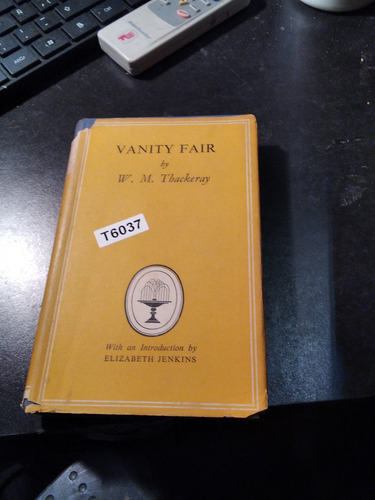 VANITY FAIR
by
W. M. Thackeray
T6037
With an Introduction by
ELIZABETH JENKINS